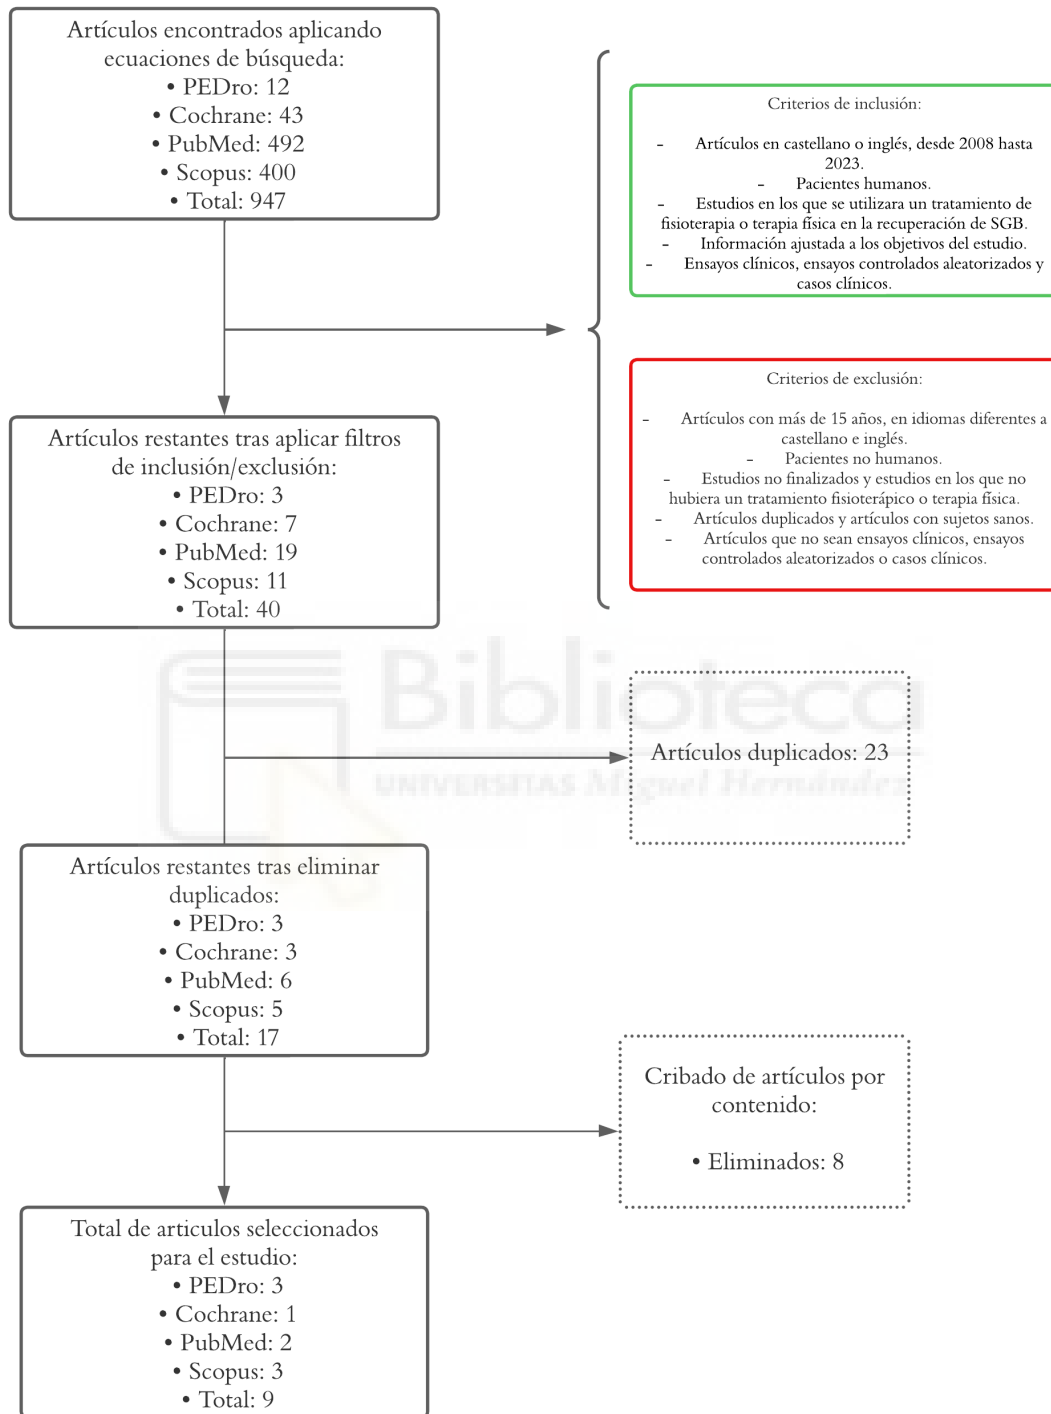 Artículos encontrados aplicando
ecuaciones de búsqueda:
• PEDro: 12
• Cochrane: 43
• PubMed: 492
• Scopus: 400
• Total: 947
Criterios de inclusión:
- Artículos en castellano o inglés, desde 2008 hasta
2023.
- Pacientes humanos.
- Estudios en los que se utilizara un tratamiento de
fisioterapia o terapia física en la recuperación de SGB.
- Información ajustada a los objetivos del estudio.
- Ensayos clínicos, ensayos controlados aleatorizados y
casos clínicos.
Criterios de exclusión:
- Artículos con más de 15 años, en idiomas diferentes a
castellano e inglés.
- Pacientes no humanos.
- Estudios no finalizados y estudios en los que no
hubiera un tratamiento fisioterápico o terapia física.
- Artículos duplicados y artículos con sujetos sanos.
- Artículos que no sean ensayos clínicos, ensayos
controlados aleatorizados o casos clínicos.
Artículos restantes tras aplicar filtros
de inclusión/exclusión:
• PEDro: 3
• Cochrane: 7
• PubMed: 19
• Scopus: 11
• Total: 40
Biblioteca
UNIVERSITAS Miguel Hernández
Artículos duplicados: 23
Artículos restantes tras eliminar
duplicados:
• PEDro: 3
• Cochrane: 3
• PubMed: 6
• Scopus: 5
• Total: 17
Cribado de artículos por
contenido:
• Eliminados: 8
Total de articulos seleccionados
para el estudio:
• PEDro: 3
• Cochrane: 1
• PubMed: 2
• Scopus: 3
• Total: 9